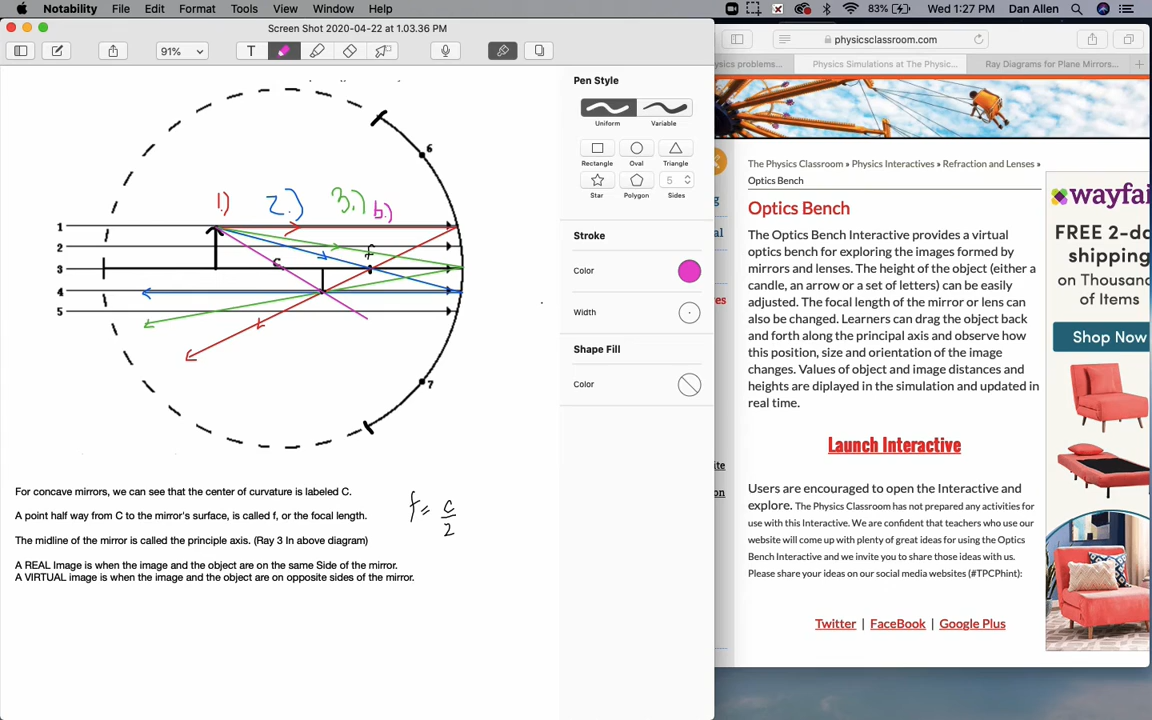 Notability File Edit Format Tools View Window Help
83% Wed 1:27 PM Dan Allen
Screen Shot 2020-04-22 at 1.03.36 PM
91%
T
Pen Style
Uniform
Variable
Rectangle
Oval
Triangle
5
Star
Polygon
Sides
Stroke
Color
Width
Shape Fill
Color
1.) 2.) 3.) b.)
6
1
2
f
3
C
4
5
7
For concave mirrors, we can see that the center of curvature is labeled C.
A point half way from C to the mirror's surface, is called f, or the focal length.
The midline of the mirror is called the principle axis. (Ray 3 In above diagram)
A REAL Image is when the image and the object are on the same Side of the mirror.
A VIRTUAL image is when the image and the object are on opposite sides of the mirror.
f = c
2
physicsclassroom.com
ysics problems...
Physics Simulations at The Physic...
Ray Diagrams for Plane Mirrors...
The Physics Classroom » Physics Interactives » Refraction and Lenses »
Optics Bench
Optics Bench
The Optics Bench Interactive provides a virtual
optics bench for exploring the images formed by
mirrors and lenses. The height of the object (either a
candle, an arrow or a set of letters) can be easily
adjusted. The focal length of the mirror or lens can
also be changed. Learners can drag the object back
and forth along the principal axis and observe how
this position, size and orientation of the image
changes. Values of object and image distances and
heights are diplayed in the simulation and updated in
real time.
Launch Interactive
Users are encouraged to open the Interactive and
explore. The Physics Classroom has not prepared any activities for
use with this Interactive. We are confident that teachers who use our
website will come up with plenty of great ideas for using the Optics
Bench Interactive and we invite you to share those ideas with us.
Please share your ideas on our social media websites (#TPCPhint):
Twitter | FaceBook | Google Plus
wayfai
FREE 2-da
shipping
on Thousands
of Items
Shop Now